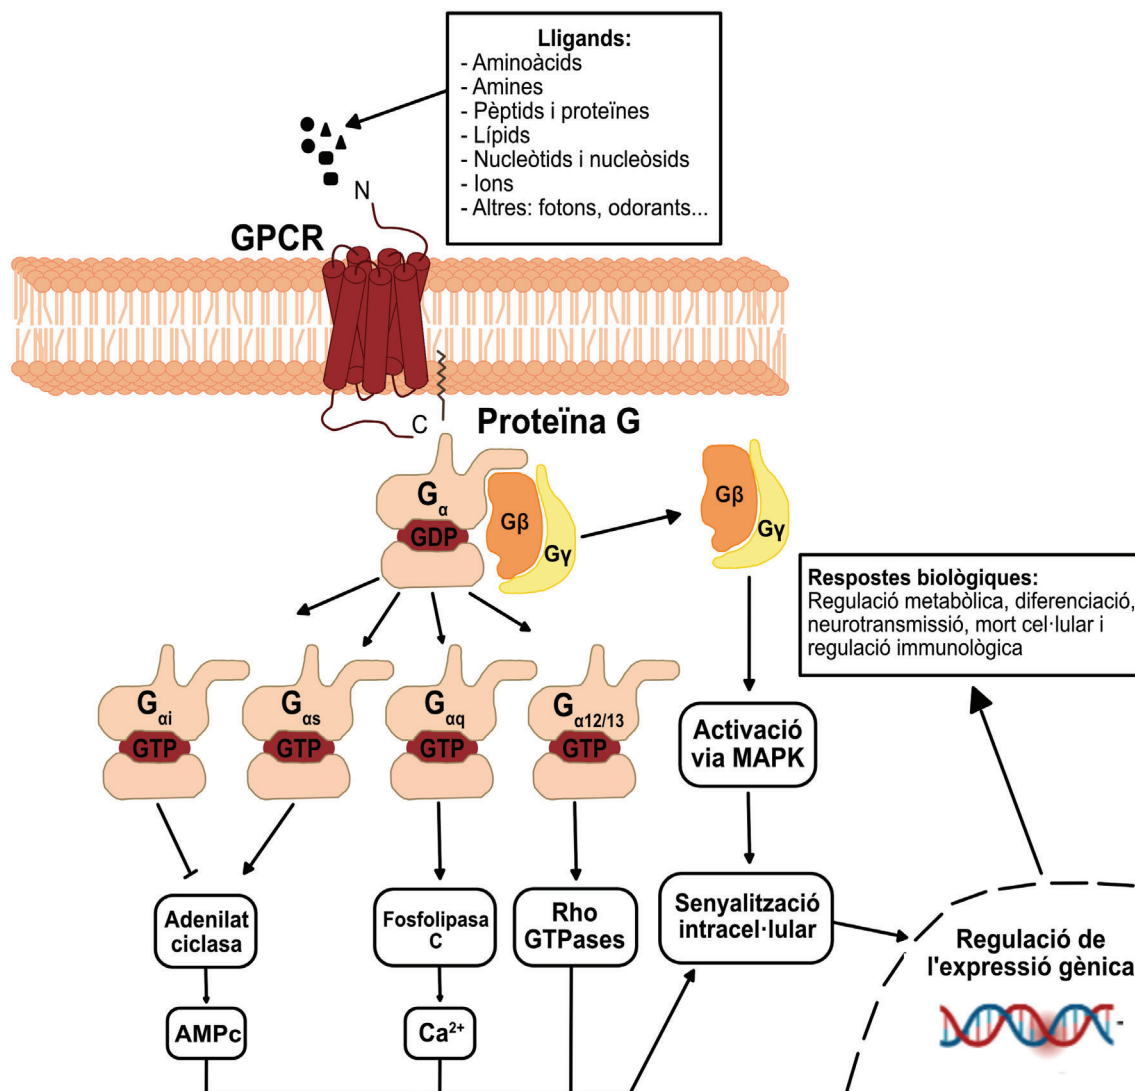 Lligands:
- Aminoàcids
- Amines
- Pèptids i proteïnes
- Lípids
- Nucleòtids i nucleòsids
- Ions
- Altres: fotons, odorants...
N
GPCR
C
Proteïna G
Gα
GDP
Gβ
Gγ
Gβ
Gγ
Respostes biològiques:
Regulació metabòlica, diferenciació,
neurotransmissió, mort cel·lular i
regulació immunològica
Gαi
GTP
Gαs
GTP
Gαq
GTP
Gα12/13
GTP
Activació
via MAPK
Adenilat
ciclasa
Fosfolipasa
C
Rho
GTPases
Senyalització
intracel·lular
Regulació de
l'expressió gènica
AMPc
Ca²⁺